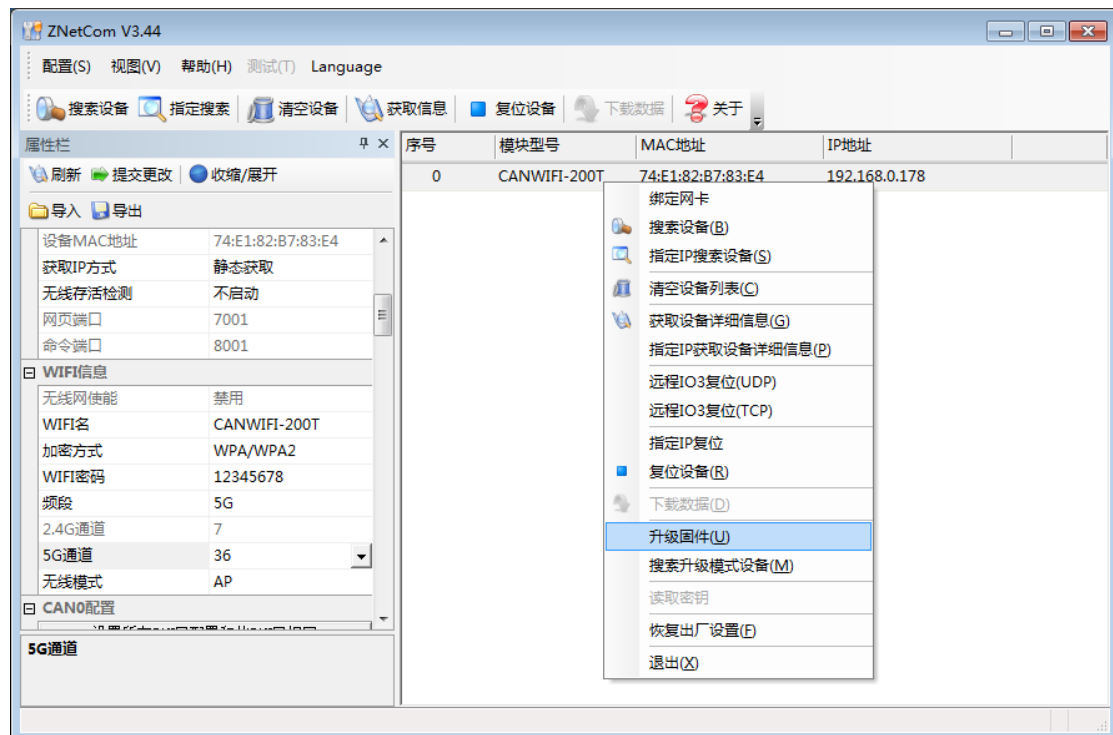 ZNetCom V3.44
配置(S) 视图(V) 帮助(H) 测试(T) Language
搜索设备 指定搜索 清空设备 获取信息 复位设备 下载数据 关于
属性栏
刷新 提交更改 收缩/展开
导入 导出
设备MAC地址 74:E1:82:B7:83:E4
获取IP方式 静态获取
无线存活检测 不启动
网页端口 7001
命令端口 8001
WIFI信息
无线网使能 禁用
WIFI名 CANWIFI-200T
加密方式 WPA/WPA2
WIFI密码 12345678
频段 5G
2.4G通道 7
5G通道 36
无线模式 AP
CAN0配置
5G通道
序号 模块型号 MAC地址 IP地址
0 CANWIFI-200T 74:E1:82:B7:83:E4 192.168.0.178
绑定网卡
搜索设备(B)
指定IP搜索设备(S)
清空设备列表(C)
获取设备详细信息(G)
指定IP获取设备详细信息(P)
远程IO3复位(UDP)
远程IO3复位(TCP)
指定IP复位
复位设备(R)
下载数据(D)
升级固件(U)
搜索升级模式设备(M)
读取密钥
恢复出厂设置(F)
退出(X)